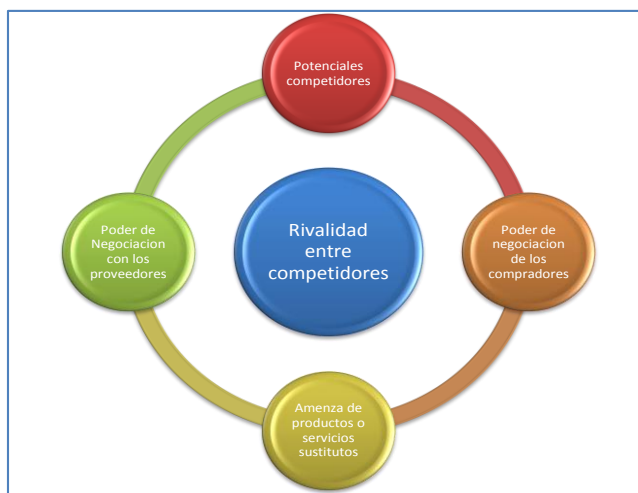 Potenciales
competidores
Poder de
Negociacion
con los
proveedores
Rivalidad
entre
competidores
Poder de
negociacion
de los
compradores
Amenza de
productos o
servicios
sustitutos